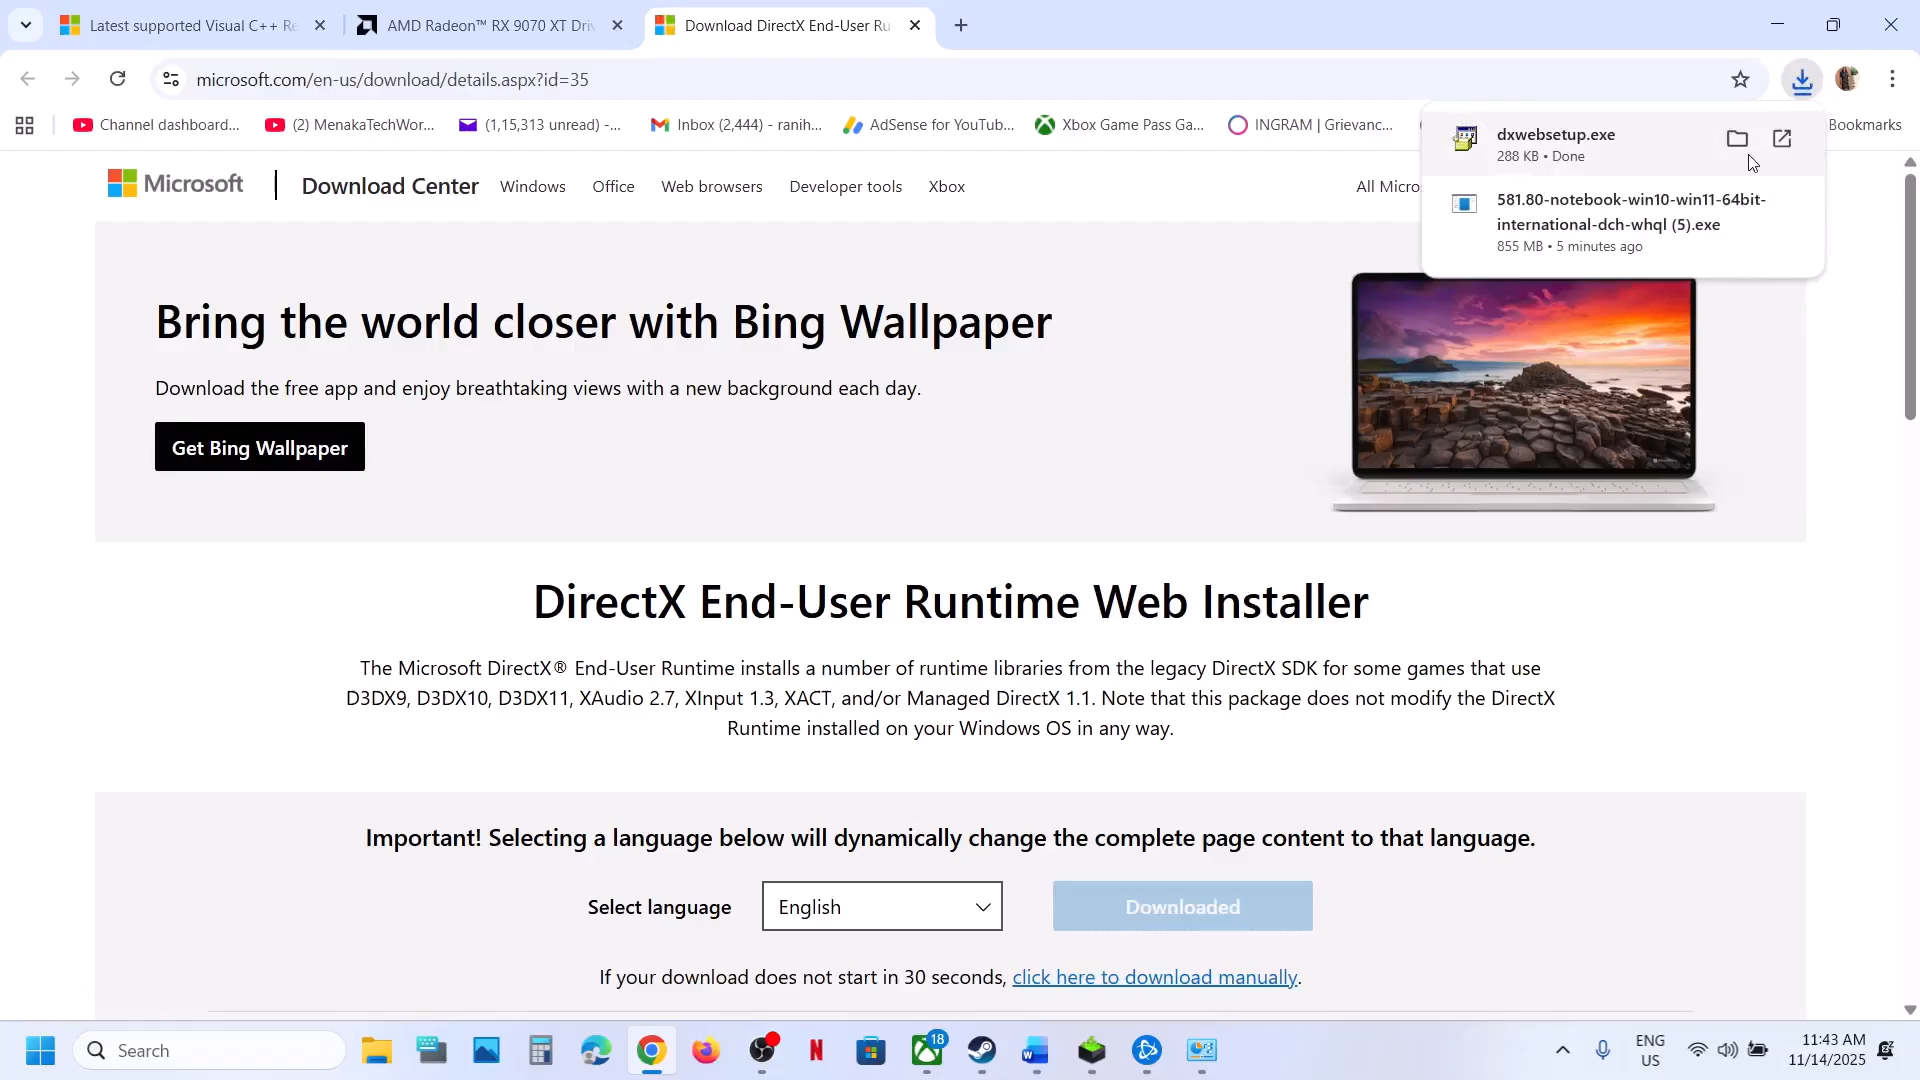 Latest supported Visual C++ Re
AMD Radeon™ RX 9070 XT Driv
Download DirectX End-User Ru
microsoft.com/en-us/download/details.aspx?id=35
Channel dashboard...
(2) MenakaTechWor...
(1,15,313 unread) -...
Inbox (2,444) - ranih...
AdSense for YouTub...
Xbox Game Pass Ga...
INGRAM | Grievanc...
Bookmarks
dxwebsetup.exe
288 KB • Done
581.80-notebook-win10-win11-64bit-
international-dch-whql (5).exe
855 MB • 5 minutes ago
Microsoft
Download Center
Windows
Office
Web browsers
Developer tools
Xbox
All Micro
Bring the world closer with Bing Wallpaper
Download the free app and enjoy breathtaking views with a new background each day.
Get Bing Wallpaper
DirectX End-User Runtime Web Installer
The Microsoft DirectX® End-User Runtime installs a number of runtime libraries from the legacy DirectX SDK for some games that use
D3DX9, D3DX10, D3DX11, XAudio 2.7, XInput 1.3, XACT, and/or Managed DirectX 1.1. Note that this package does not modify the DirectX
Runtime installed on your Windows OS in any way.
Important! Selecting a language below will dynamically change the complete page content to that language.
Select language
English
Downloaded
If your download does not start in 30 seconds, click here to download manually.
Search
18
ENG
US
11:43 AM
11/14/2025